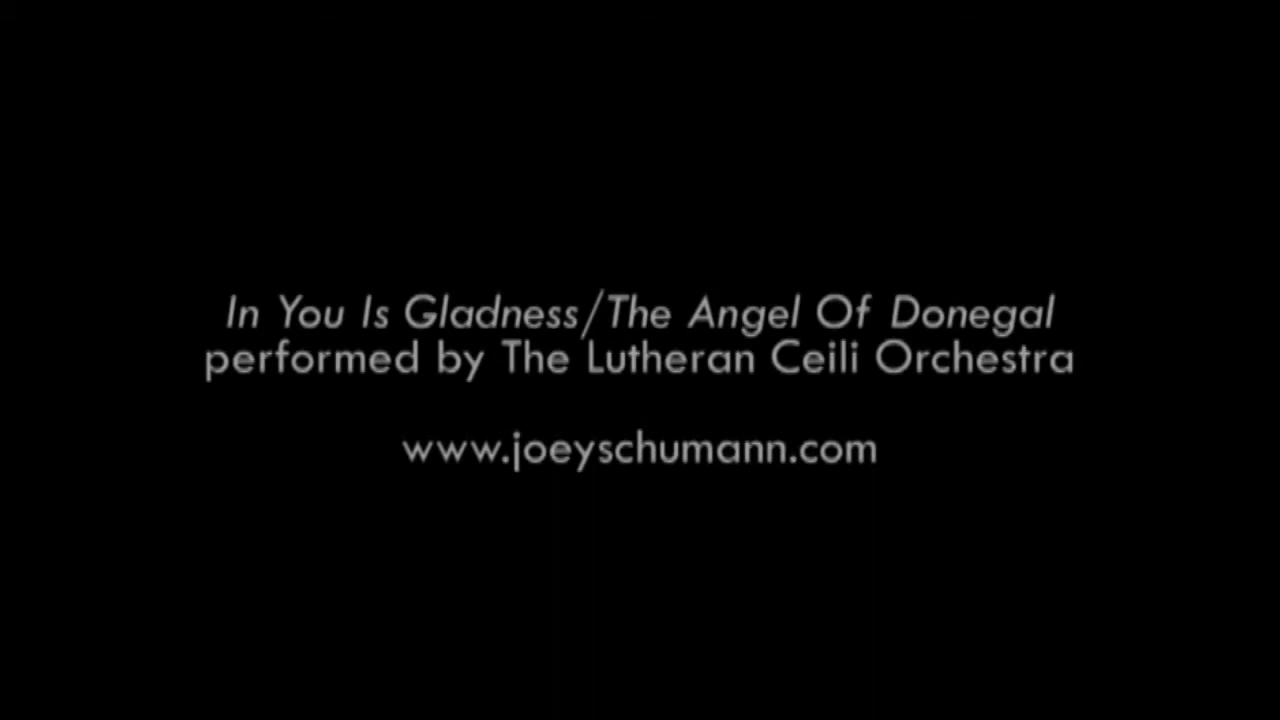 In You Is Gladness/The Angel Of Donegal
performed by The Lutheran Ceili Orchestra
www.joeyschumann.com